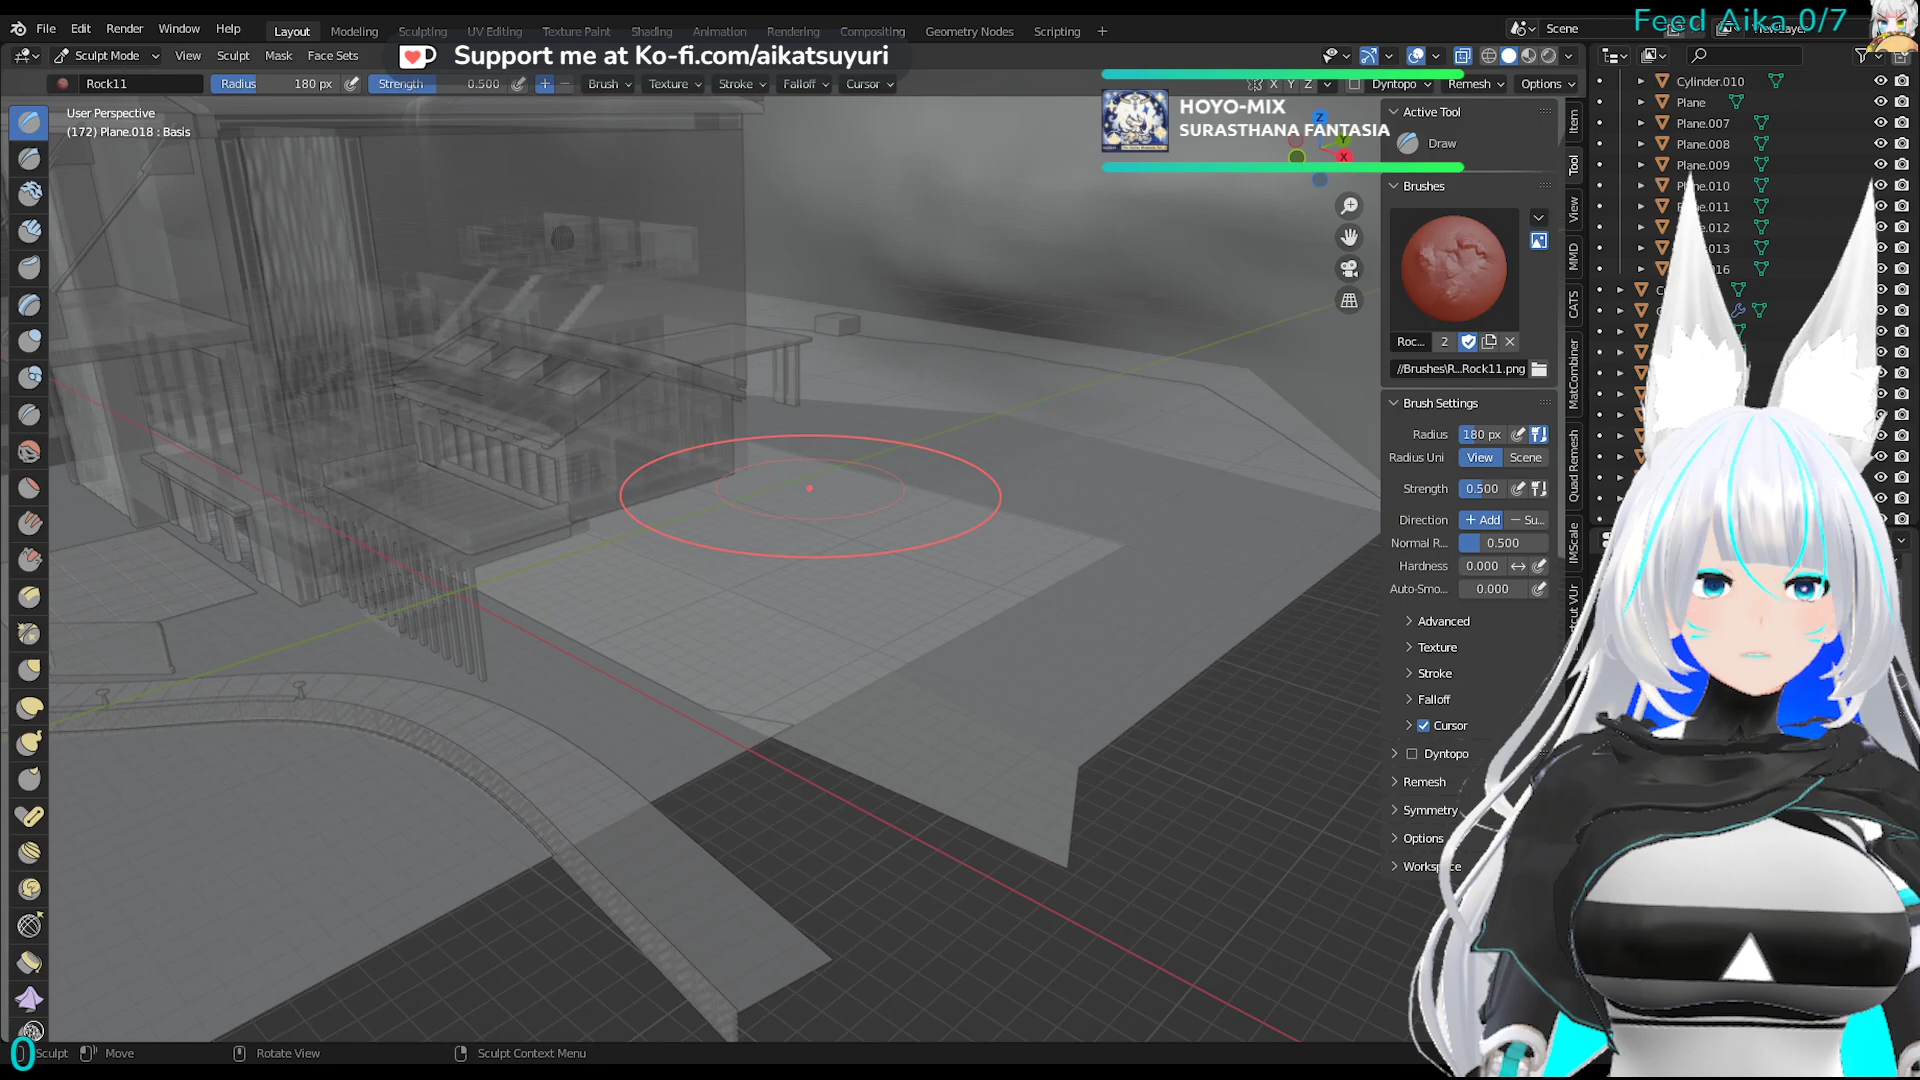 File Edit Render Window Help
Layout Modeling Sculpting UV Editing Texture Paint Shading Animation Rendering Compositing Geometry Nodes Scripting +
Scene
Feed Aika 0/7
Sculpt Mode View Sculpt Mask Face Sets
Support me at Ko-fi.com/aikatsuyuri
Rock11 Radius 180 px Strength 0.500 Brush Texture Stroke Falloff Cursor
X Y Z Dyntopo Remesh Options
User Perspective
(172) Plane.018 : Basis
HOYO-MIX
SURASTHANA FANTASIA
Z
Y
X
Active Tool
Draw
Brushes
Roc... 2
//Brushes\R...Rock11.png
Brush Settings
Radius 180 px
Radius Uni View Scene
Strength 0.500
Direction + Add − Su...
Normal R... 0.500
Hardness 0.000
Auto-Smo... 0.000
Advanced
Texture
Stroke
Falloff
Cursor
Dyntopo
Remesh
Symmetry
Options
Workspace
Item
Tool
View
MMD
CATS
MatCombiner
Quad Remesh
IMScale
Cylinder.010
Plane
Plane.007
Plane.008
Plane.009
Plane.010
0
Sculpt Move Rotate View Sculpt Context Menu